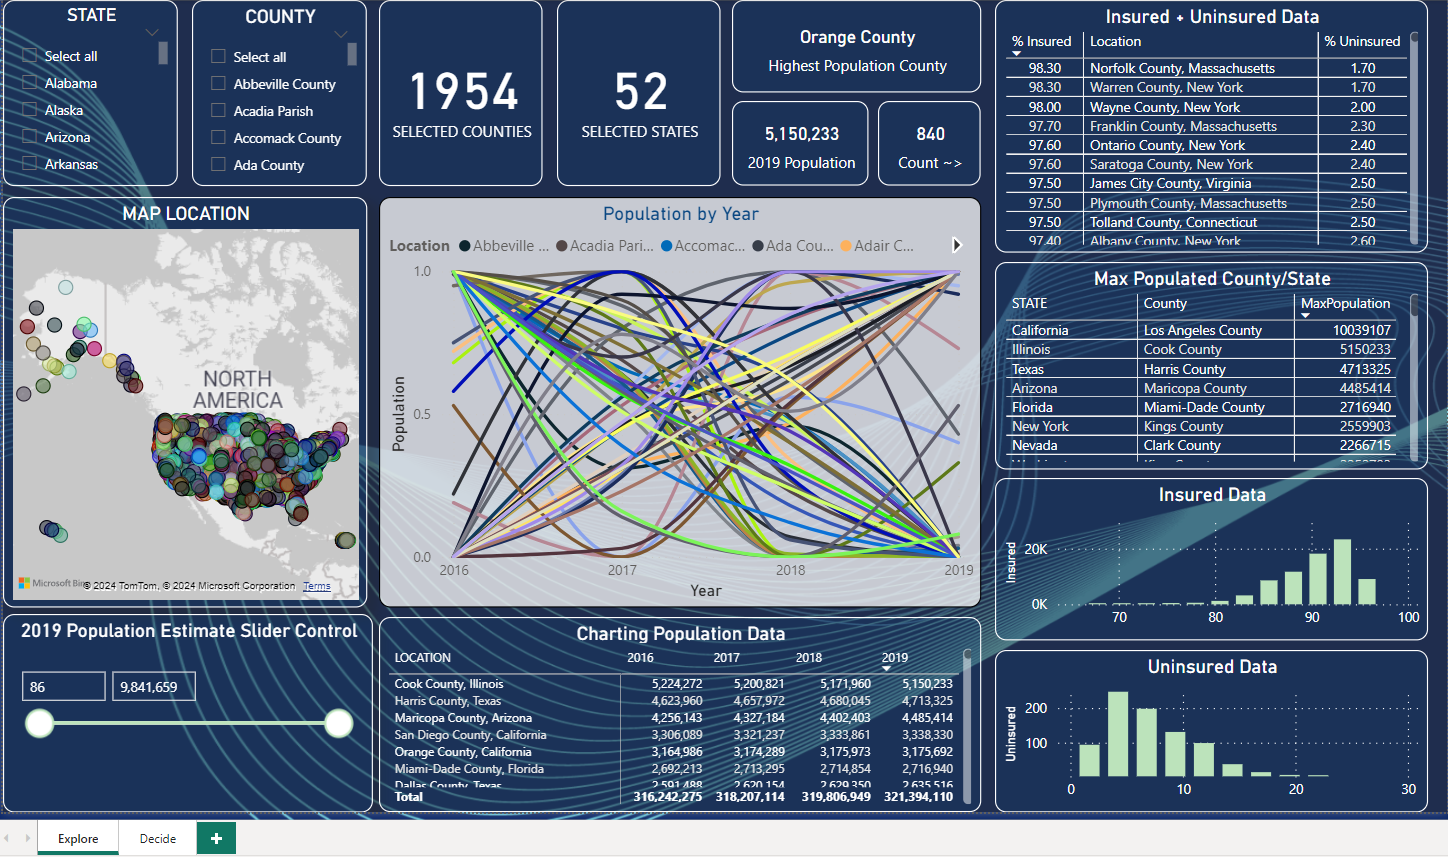 STATE
Select all
Alabama
Alaska
Arizona
Arkansas
COUNTY
Select all
Abbeville County
Acadia Parish
Accomack County
Ada County
1954
SELECTED COUNTIES
52
SELECTED STATES
Orange County
Highest Population County
5,150,233
2019 Population
840
Count ~>
Insured + Uninsured Data
% Insured Location % Uninsured
98.30 Norfolk County, Massachusetts 1.70
98.30 Warren County, New York 1.70
98.00 Wayne County, New York 2.00
97.70 Franklin County, Massachusetts 2.30
97.60 Ontario County, New York 2.40
97.60 Saratoga County, New York 2.40
97.50 James City County, Virginia 2.50
97.50 Plymouth County, Massachusetts 2.50
97.50 Tolland County, Connecticut 2.50
97.40 Albany County, New York 2.60
MAP LOCATION
NORTH
AMERICA
Microsoft Bin
© 2024 TomTom, © 2024 Microsoft Corporation Terms
Population by Year
Location Abbeville ... Acadia Pari... Accomac... Ada Cou... Adair C...
1.0
0.5
0.0
Population
2016 2017 2018 2019
Year
Max Populated County/State
STATE County MaxPopulation
California Los Angeles County 10039107
Illinois Cook County 5150233
Texas Harris County 4713325
Arizona Maricopa County 4485414
Florida Miami-Dade County 2716940
New York Kings County 2559903
Nevada Clark County 2266715
Insured Data
Insured
20K
0K
70 80 90 100
2019 Population Estimate Slider Control
86 9,841,659
Charting Population Data
LOCATION 2016 2017 2018 2019
Cook County, Illinois 5,224,272 5,200,821 5,171,960 5,150,233
Harris County, Texas 4,623,960 4,657,972 4,680,045 4,713,325
Maricopa County, Arizona 4,256,143 4,327,184 4,402,403 4,485,414
San Diego County, California 3,306,089 3,321,237 3,333,861 3,338,330
Orange County, California 3,164,986 3,174,289 3,175,973 3,175,692
Miami-Dade County, Florida 2,692,213 2,713,295 2,714,854 2,716,940
Dallas County, Texas 2,591,488 2,620,154 2,629,350 2,635,516
Total 316,242,275 318,207,114 319,806,949 321,394,110
Uninsured Data
Uninsured
200
100
0 10 20 30
Explore Decide +